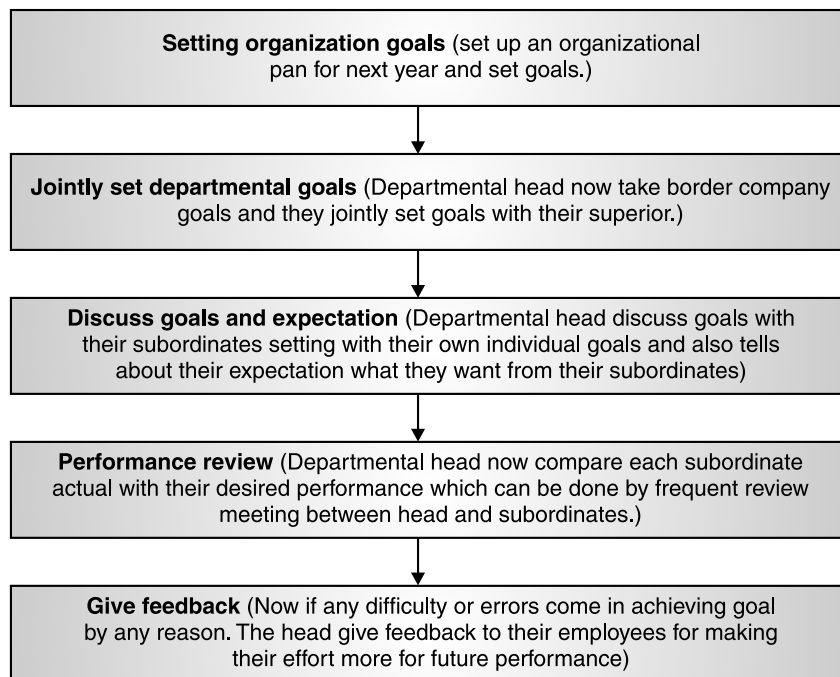 Setting organization goals (set up an organizational
pan for next year and set goals.)
Jointly set departmental goals (Departmental head now take border company
goals and they jointly set goals with their superior.)
Discuss goals and expectation (Departmental head discuss goals with
their subordinates setting with their own individual goals and also tells
about their expectation what they want from their subordinates)
Performance review (Departmental head now compare each subordinate
actual with their desired performance which can be done by frequent review
meeting between head and subordinates.)
Give feedback (Now if any difficulty or errors come in achieving goal
by any reason. The head give feedback to their employees for making
their effort more for future performance)